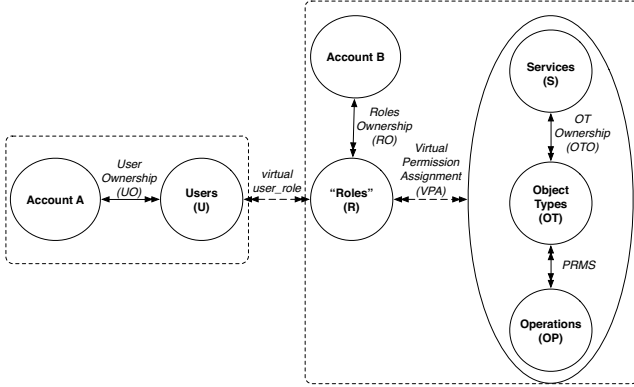 Account A
User
Ownership
(UO)
Users
(U)
virtual
user_role
Account B
Roles
Ownership
(RO)
“Roles”
(R)
Virtual
Permission
Assignment
(VPA)
Services
(S)
OT
Ownership
(OTO)
Object
Types
(OT)
PRMS
Operations
(OP)